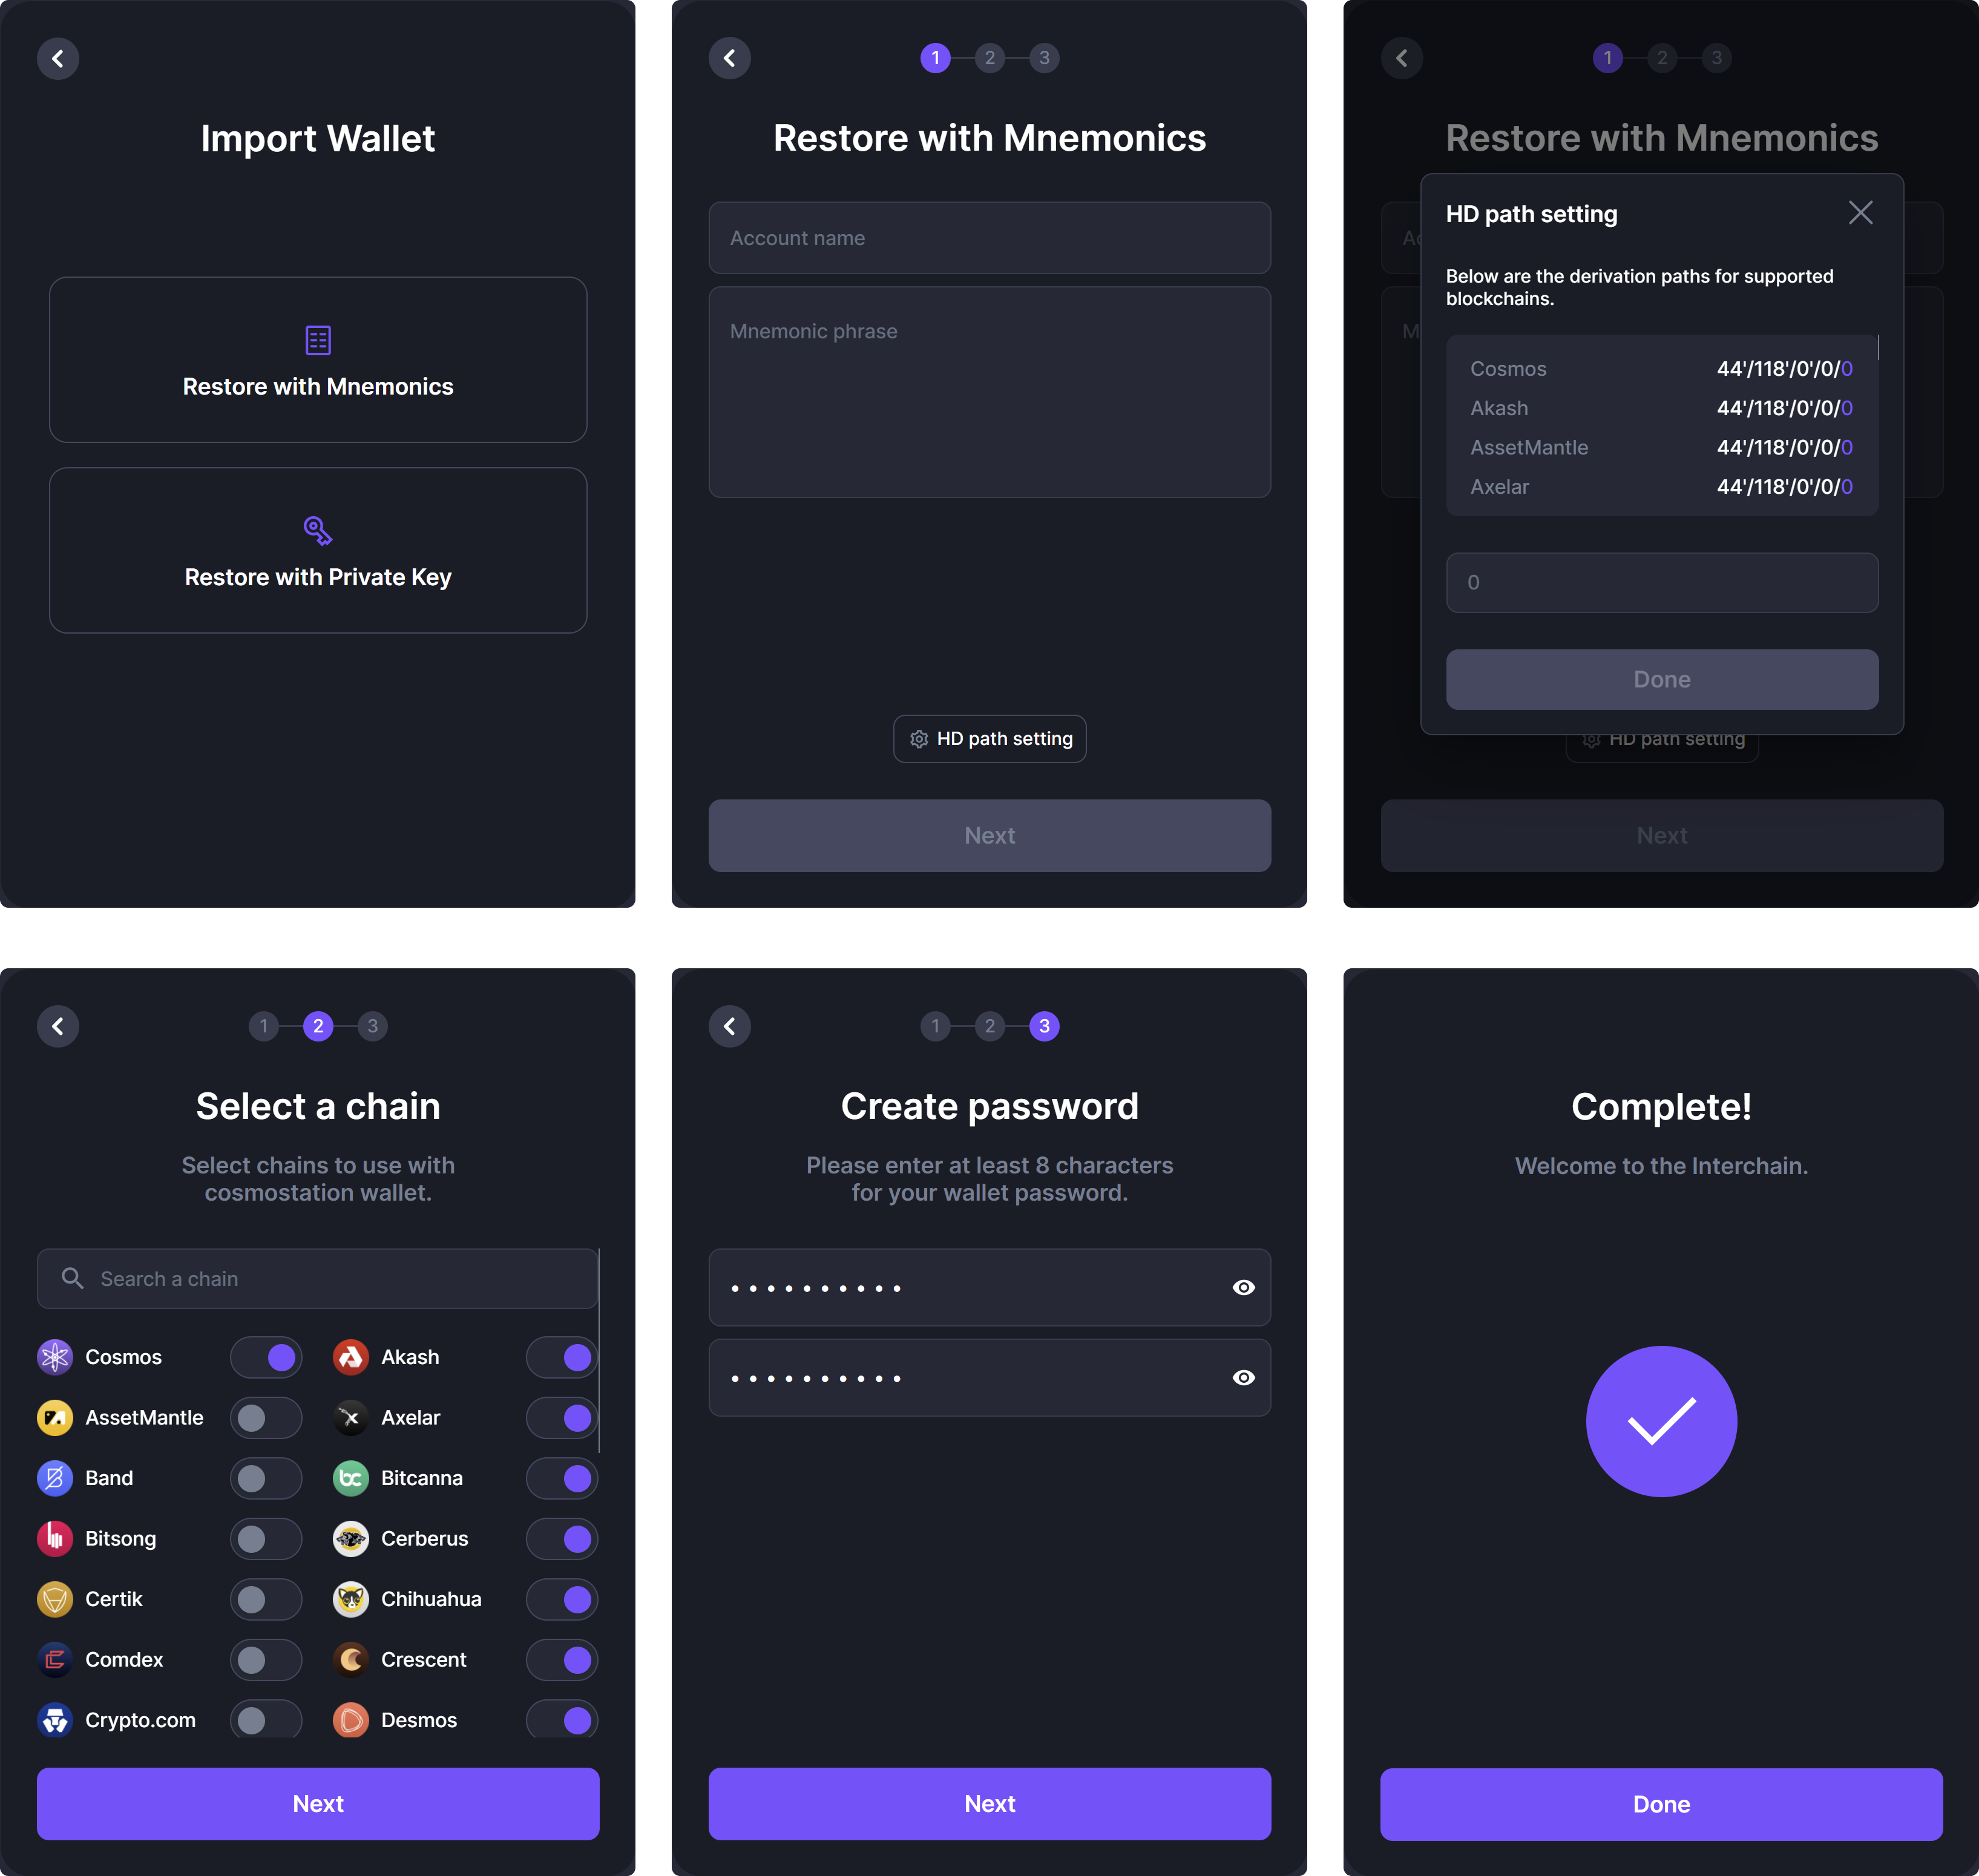 Import Wallet
Restore with Mnemonics
Restore with Private Key
1 2 3
Restore with Mnemonics
Account name
Mnemonic phrase
HD path setting
Next
1 2 3
Restore with Mnemonics
HD path setting
Below are the derivation paths for supported
blockchains.
Cosmos 44'/118'/0'/0/0
Akash 44'/118'/0'/0/0
AssetMantle 44'/118'/0'/0/0
Axelar 44'/118'/0'/0/0
0
Done
HD path setting
Next
1 2 3
Select a chain
Select chains to use with
cosmostation wallet.
Search a chain
Cosmos Akash
AssetMantle Axelar
Band bc Bitcanna
Bitsong Cerberus
Certik Chihuahua
Comdex Crescent
Crypto.com Desmos
Next
1 2 3
Create password
Please enter at least 8 characters
for your wallet password.
Next
Complete!
Welcome to the Interchain.
Done